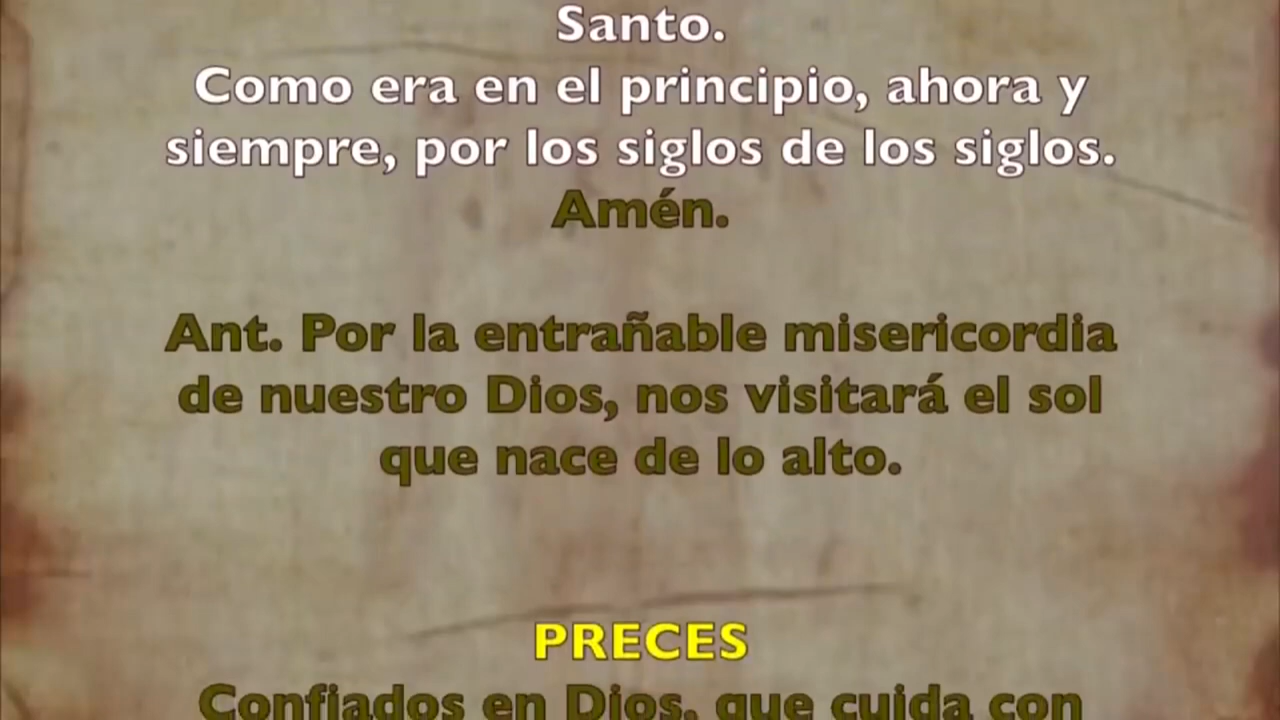 Santo.
Como era en el principio, ahora y
siempre, por los siglos de los siglos.
Amén.
Ant. Por la entrañable misericordia
de nuestro Dios, nos visitará el sol
que nace de lo alto.
PRECES
Confiados en Dios, que cuida con